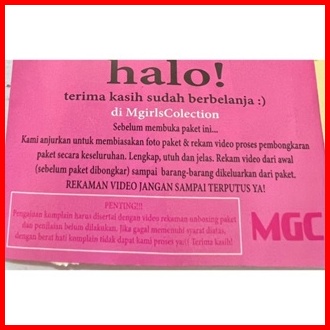 halo!
terima kasih sudah berbelanja :)
di MgirlsColection
Sebelum membuka paket ini...
Kami anjurkan untuk membiasakan foto paket & rekam video proses pembongkaran
paket secara keseluruhan. Lengkap, utuh dan jelas. Rekam video dari awal
(sebelum paket dibongkar) sampai barang-barang dikeluarkan dari paket.
REKAMAN VIDEO JANGAN SAMPAI TERPUTUS YA!
PENTING!!!
Pengajuan komplain harus disertai dengan video rekaman unboxing paket
dan penilaian belum dilakukan. Jika gagal memenuhi syarat diatas,
dengan berat hati komplain tidak dapat kami proses ya!! Terima kasih!
MGC